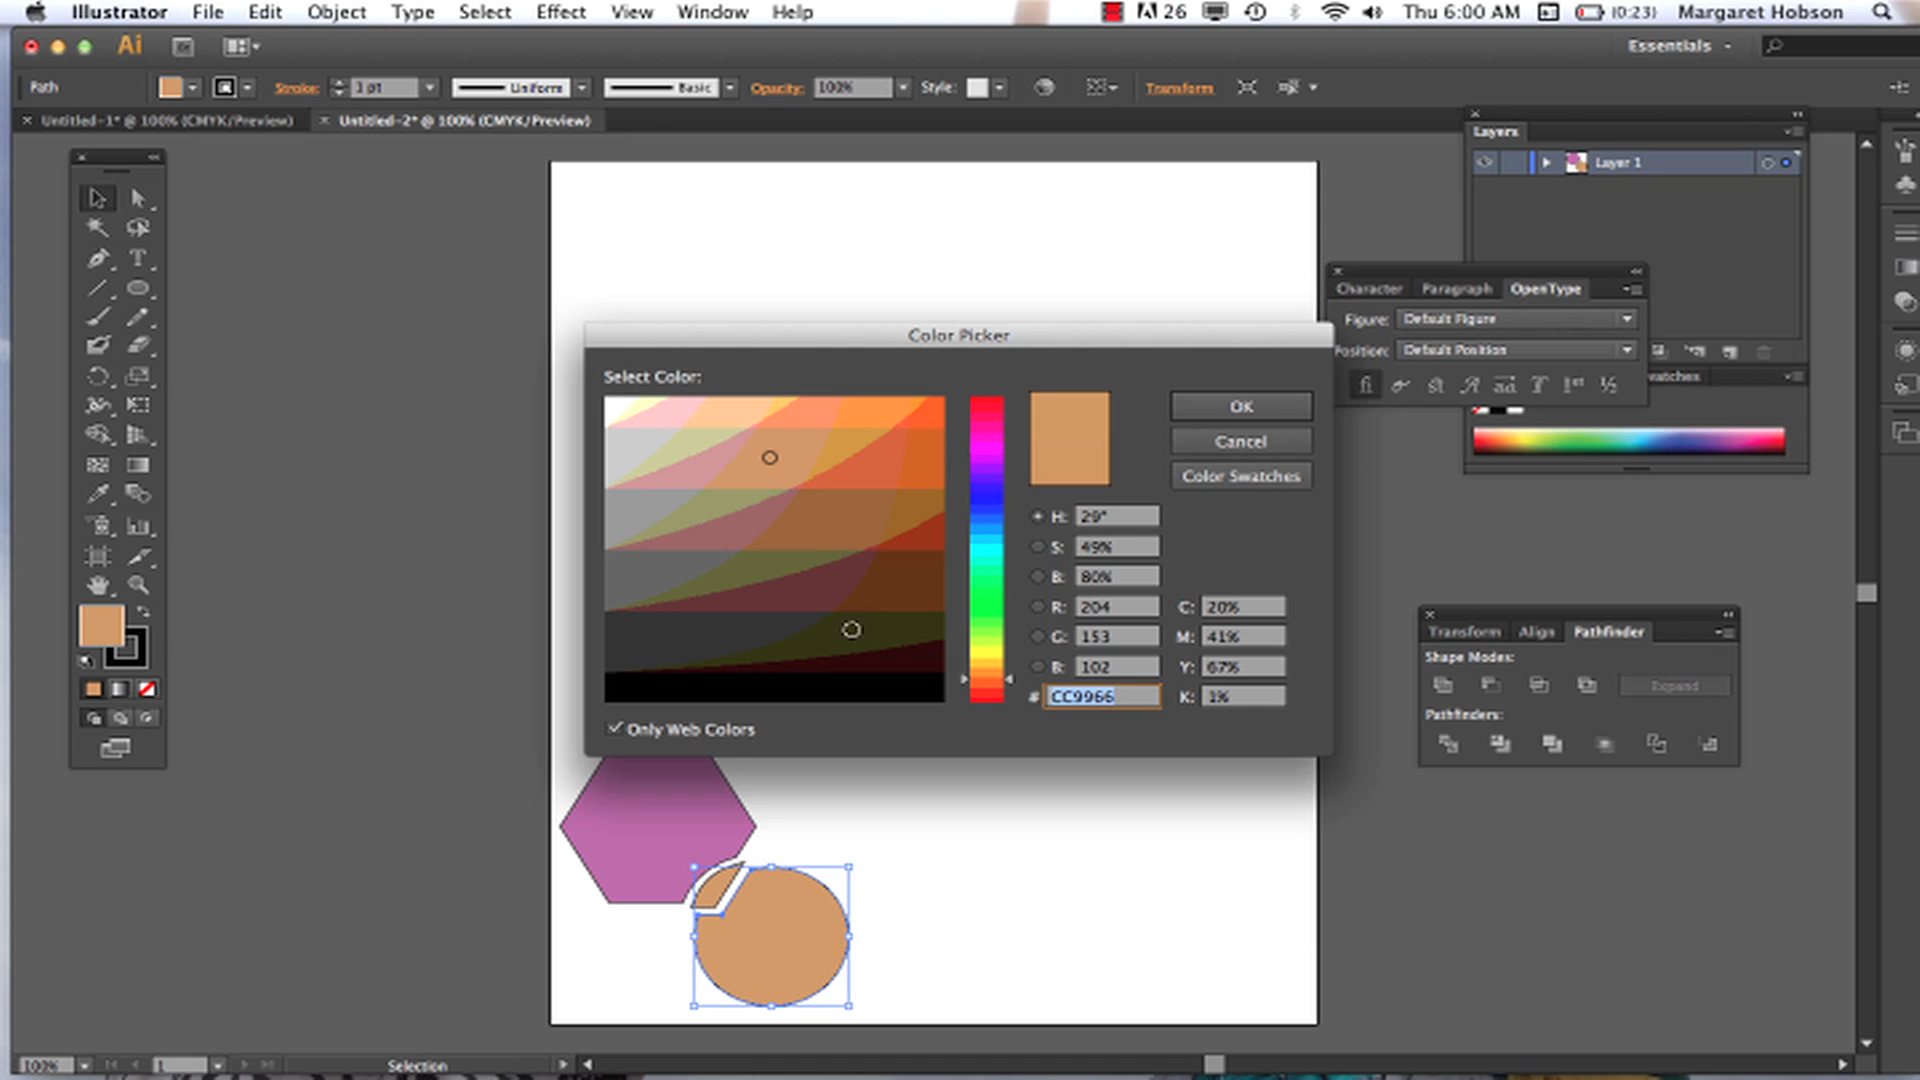 Illustrator File Edit Object Type Select Effect View Window Help 26 Thu 6:00 AM (0:23) Margaret Hobson
Ai Essentials
Path Stroke: 1 pt Uniform Basic Opacity: 100% Style: Transform
Untitled-1* @ 100% (CMYK/Preview) Untitled-2* @ 100% (CMYK/Preview)
Layers
Layer 1
Character Paragraph OpenType
Figure: Default Figure
Position: Default Position
watches
Color Picker
Select Color:
OK
Cancel
Color Swatches
H: 29°
S: 49%
B: 80%
R: 204 C: 20%
G: 153 M: 41%
B: 102 Y: 67%
# CC9966 K: 1%
Only Web Colors
Transform Align Pathfinder
Shape Modes:
Expand
Pathfinders:
100% 1 Selection